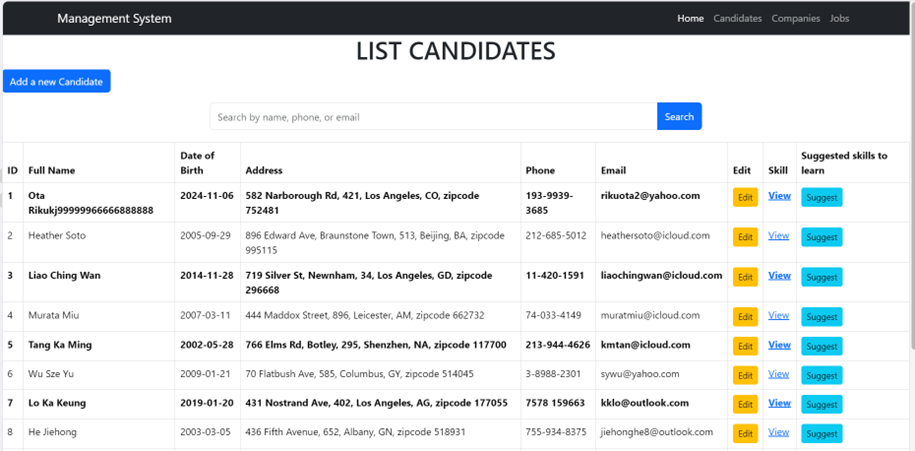 Management System
Home Candidates Companies Jobs
LIST CANDIDATES
Add a new Candidate
Search by name, phone, or email Search
ID Full Name Date of Birth Address Phone Email Edit Skill Suggested skills to learn
1 Ota Rikukj99999966666888888 2024-11-06 582 Narborough Rd, 421, Los Angeles, CO, zipcode 752481 193-9939-3685 rikuota2@yahoo.com Edit View Suggest
2 Heather Soto 2005-09-29 896 Edward Ave, Braunstone Town, 513, Beijing, BA, zipcode 995115 212-685-5012 heathersoto@icloud.com Edit View Suggest
3 Liao Ching Wan 2014-11-28 719 Silver St, Newnham, 34, Los Angeles, GD, zipcode 296668 11-420-1591 liaochingwan@icloud.com Edit View Suggest
4 Murata Miu 2007-03-11 444 Maddox Street, 896, Leicester, AM, zipcode 662732 74-033-4149 muratmiu@icloud.com Edit View Suggest
5 Tang Ka Ming 2002-05-28 766 Elms Rd, Botley, 295, Shenzhen, NA, zipcode 117700 213-944-4626 kmtan@icloud.com Edit View Suggest
6 Wu Sze Yu 2009-01-21 70 Flatbush Ave, 585, Columbus, GY, zipcode 514045 3-8988-2301 sywu@yahoo.com Edit View Suggest
7 Lo Ka Keung 2019-01-20 431 Nostrand Ave, 402, Los Angeles, AG, zipcode 177055 7578 159663 kklo@outlook.com Edit View Suggest
8 He Jiehong 2003-03-05 436 Fifth Avenue, 652, Albany, GN, zipcode 518931 755-934-8375 jiehonghe8@outlook.com Edit View Suggest